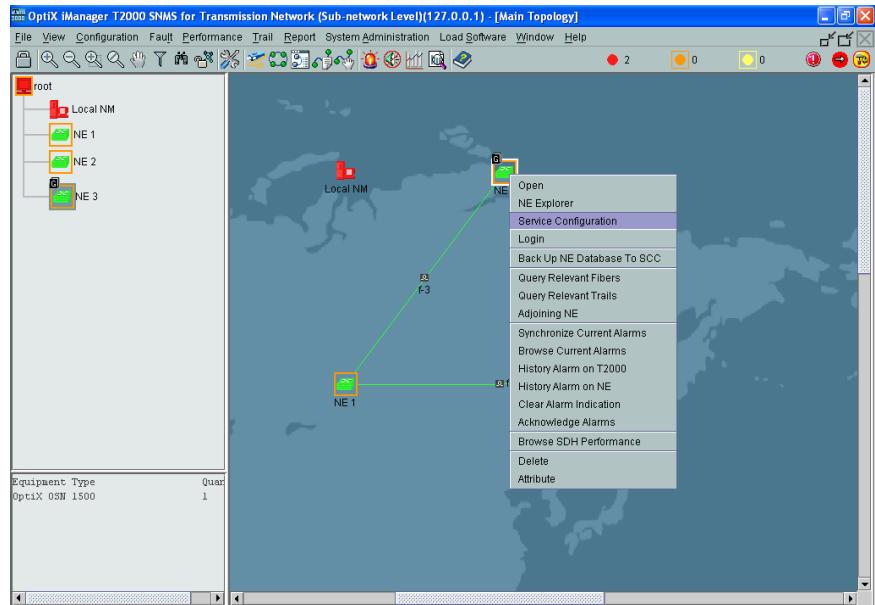 OptiX iManager T2000 SNMS for Transmission Network (Sub-network Level)(127.0.0.1) - [Main Topology]
File View Configuration Fault Performance Trail Report System Administration Load Software Window Help
2 0 0
root
Local NM
NE 1
NE 2
G
NE 3
Equipment Type Quan
OptiX OSN 1500 1
Local NM
G
NE
f-3
NE 1
f
Open
NE Explorer
Service Configuration
Login
Back Up NE Database To SCC
Query Relevant Fibers
Query Relevant Trails
Adjoining NE
Synchronize Current Alarms
Browse Current Alarms
History Alarm on T2000
History Alarm on NE
Clear Alarm Indication
Acknowledge Alarms
Browse SDH Performance
Delete
Attribute